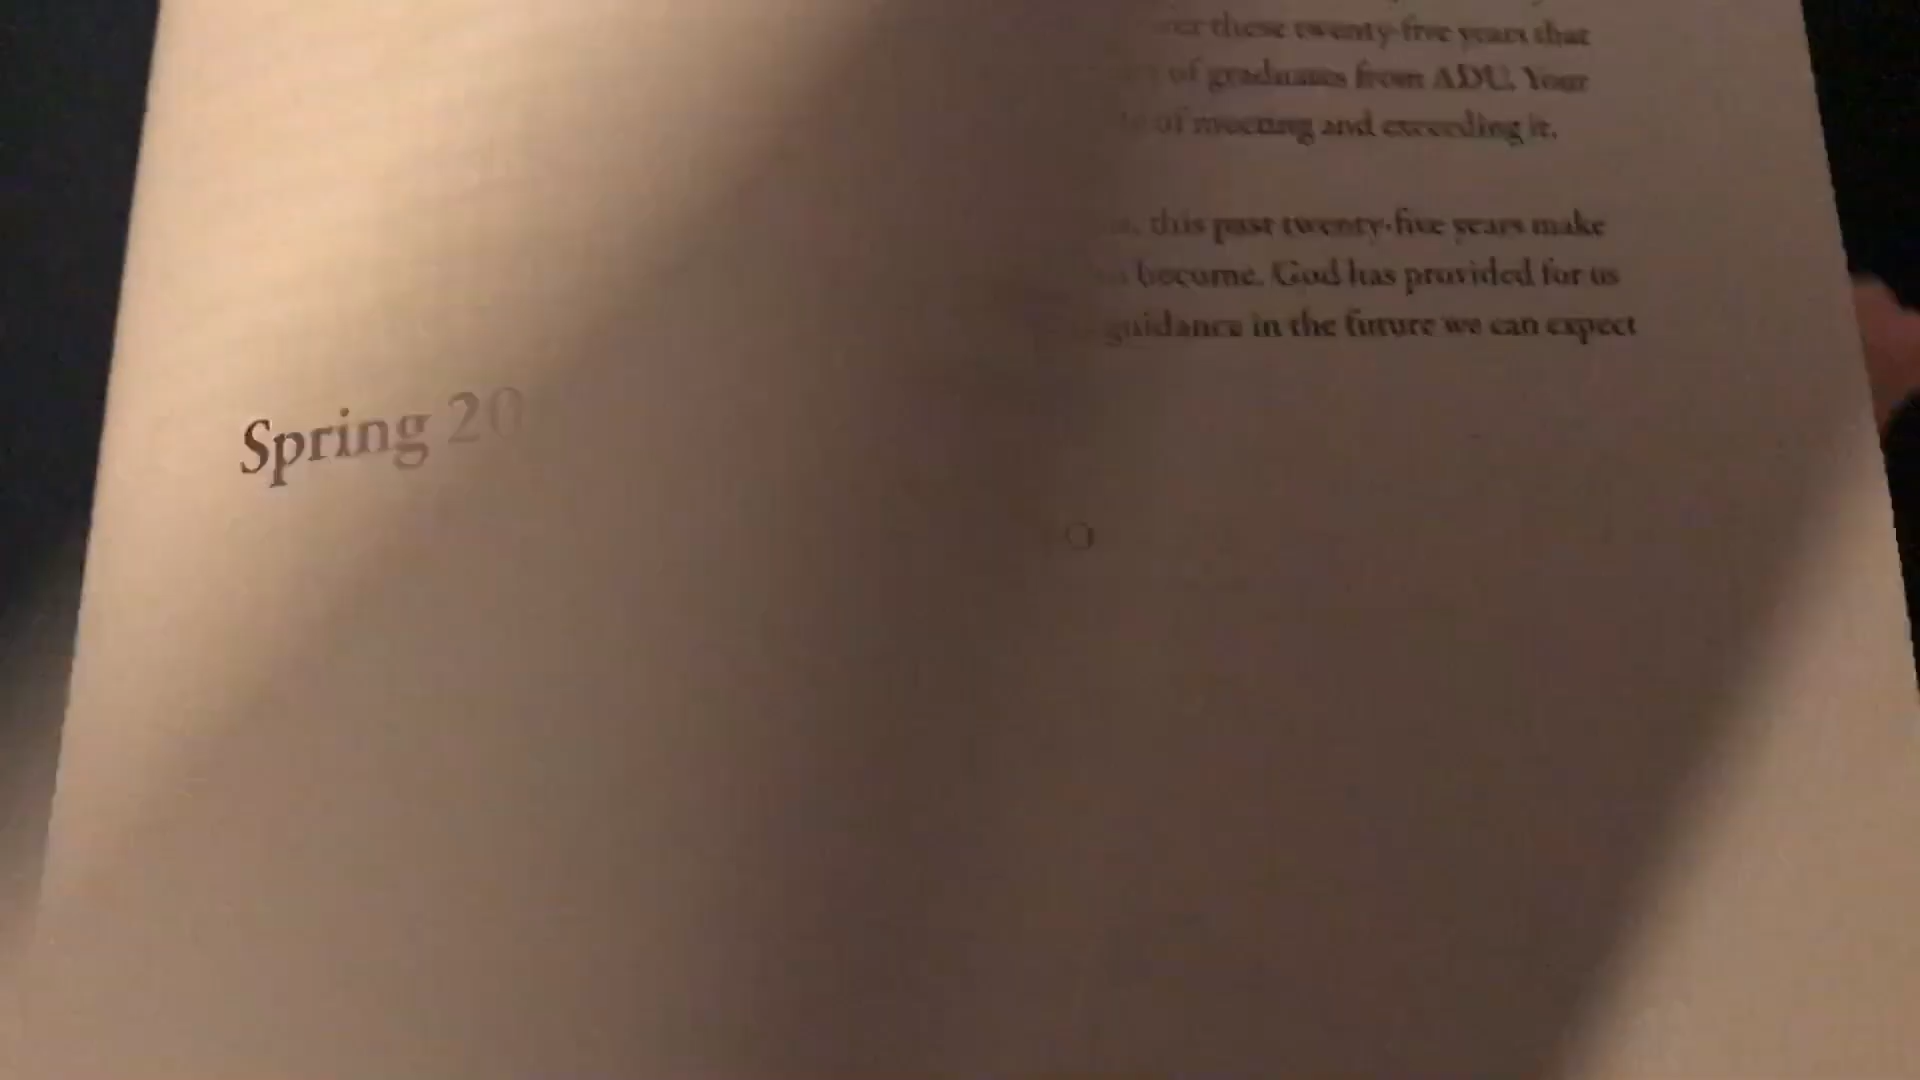 Spring 20
these twenty-five years that
of graduates from ADU. Your
of meeting and exceeding it.
this past twenty-five years make
become. God has provided for us
guidance in the future we can expect